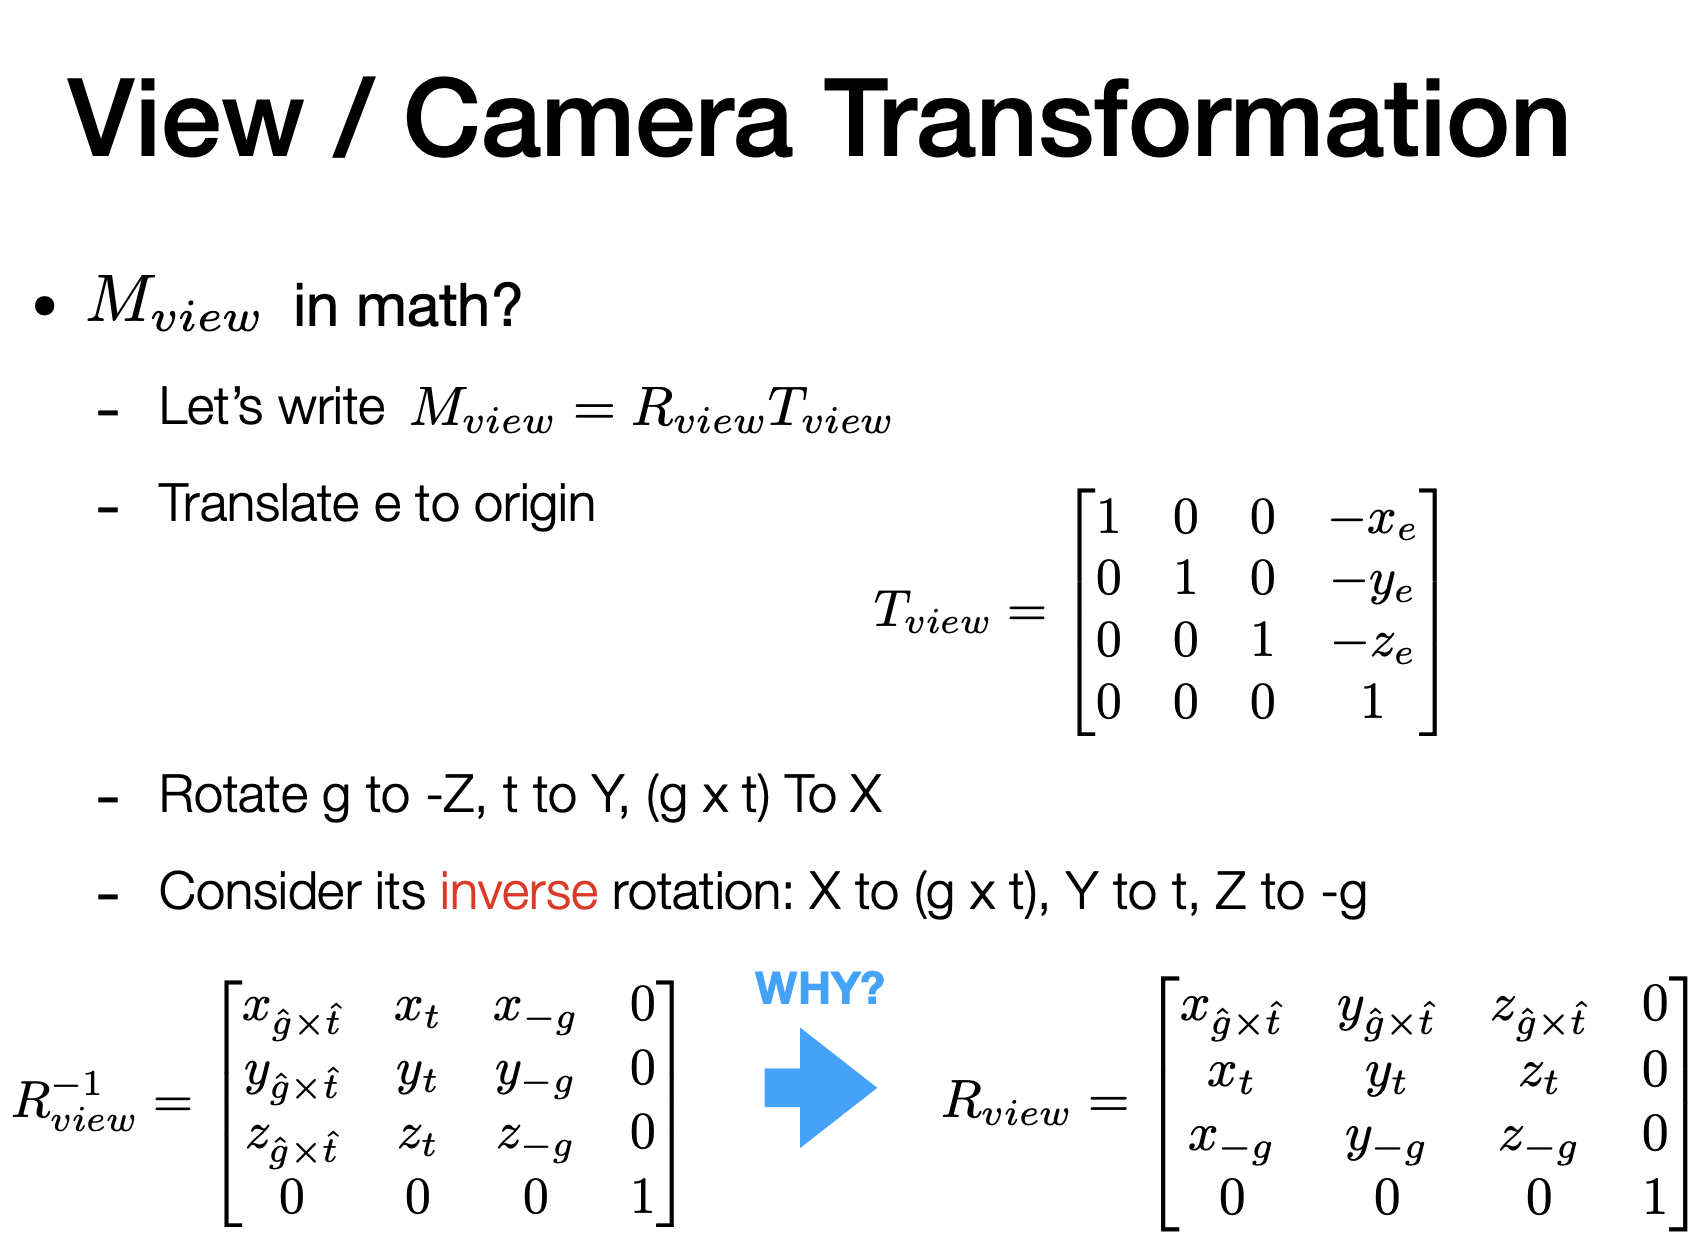 View / Camera Transformation
• $M_{view}$ in math?
- Let’s write $M_{view} = R_{view}T_{view}$
- Translate e to origin
$T_{view} = \begin{bmatrix} 1 & 0 & 0 & -x_e \\ 0 & 1 & 0 & -y_e \\ 0 & 0 & 1 & -z_e \\ 0 & 0 & 0 & 1 \end{bmatrix}$
- Rotate g to -Z, t to Y, (g x t) To X
- Consider its inverse rotation: X to (g x t), Y to t, Z to -g
$R_{view}^{-1} = \begin{bmatrix} x_{\hat{g}\times\hat{t}} & x_t & x_{-g} & 0 \\ y_{\hat{g}\times\hat{t}} & y_t & y_{-g} & 0 \\ z_{\hat{g}\times\hat{t}} & z_t & z_{-g} & 0 \\ 0 & 0 & 0 & 1 \end{bmatrix}$
WHY?
$R_{view} = \begin{bmatrix} x_{\hat{g}\times\hat{t}} & y_{\hat{g}\times\hat{t}} & z_{\hat{g}\times\hat{t}} & 0 \\ x_t & y_t & z_t & 0 \\ x_{-g} & y_{-g} & z_{-g} & 0 \\ 0 & 0 & 0 & 1 \end{bmatrix}$